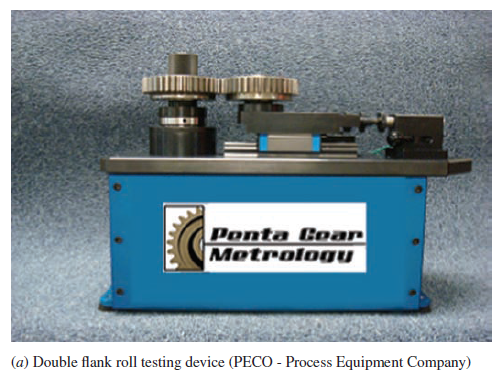 Penta Gear
Metrology
(a) Double flank roll testing device (PECO - Process Equipment Company)